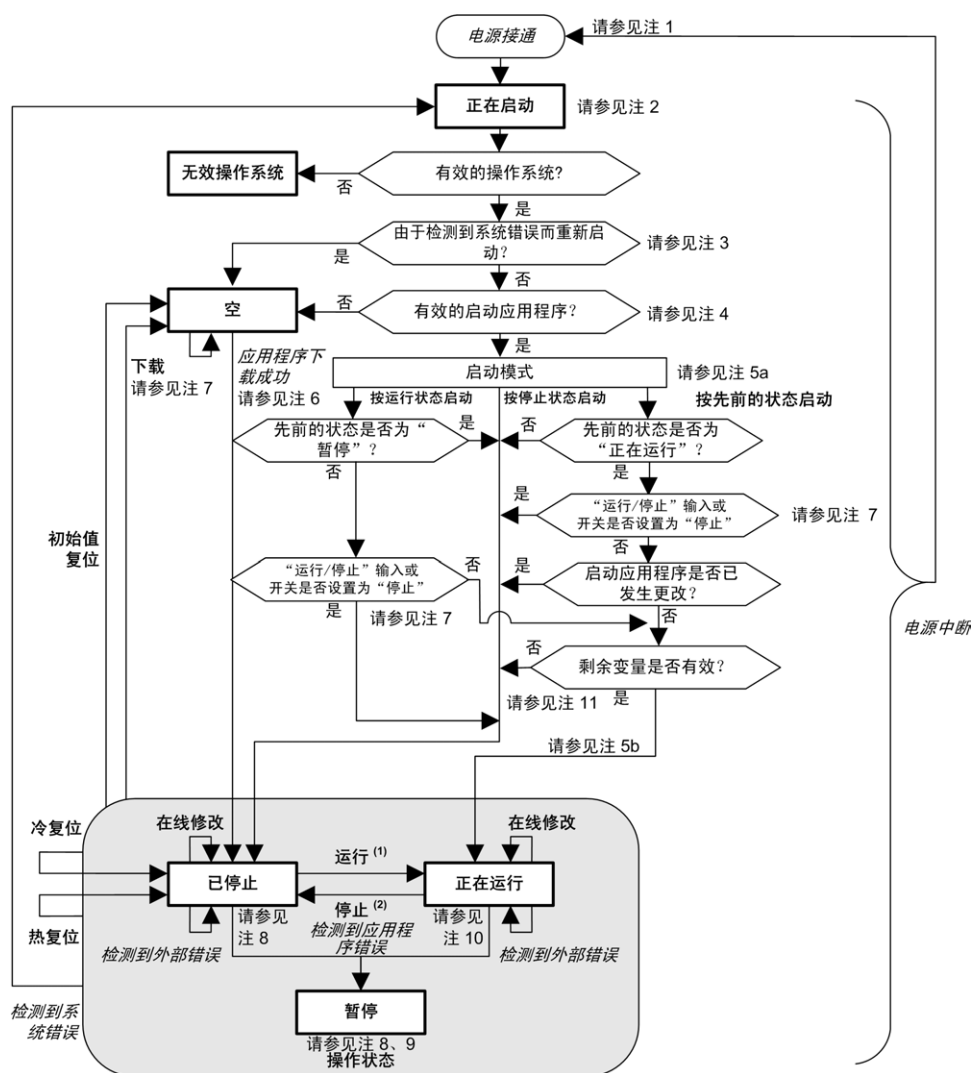 电源接通
请参见注 1
正在启动
请参见注 2
无效操作系统
有效的操作系统?
否
是
由于检测到系统错误而重新启
动？
请参见注 3
是
否
空
否
有效的启动应用程序？
请参见注 4
是
下载
请参见注 7
应用程序下
载成功
请参见注 6
启动模式
请参见注 5a
按运行状态启动
按停止状态启动
按先前的状态启动
先前的状态是否为“
暂停”？
是
否
否
先前的状态是否为
“正在运行”？
是
是
“运行/停止”输入或
开关是否设置为“停止”
请参见注 7
否
初始值
复位
“运行/停止”输入或
开关是否设置为“停止”
否
是
请参见注 7
是
启动应用程序是否已
发生更改？
否
电源中断
否
剩余变量是否有效？
是
请参见注 11
请参见注 5b
冷复位
在线修改
在线修改
运行 (1)
已停止
正在运行
停止 (2)
热复位
请参见
注 8
检测到应用程
序错误
请参见
注 10
检测到外部错误
检测到外部错误
检测到系
统错误
暂停
请参见注 8、9
操作状态